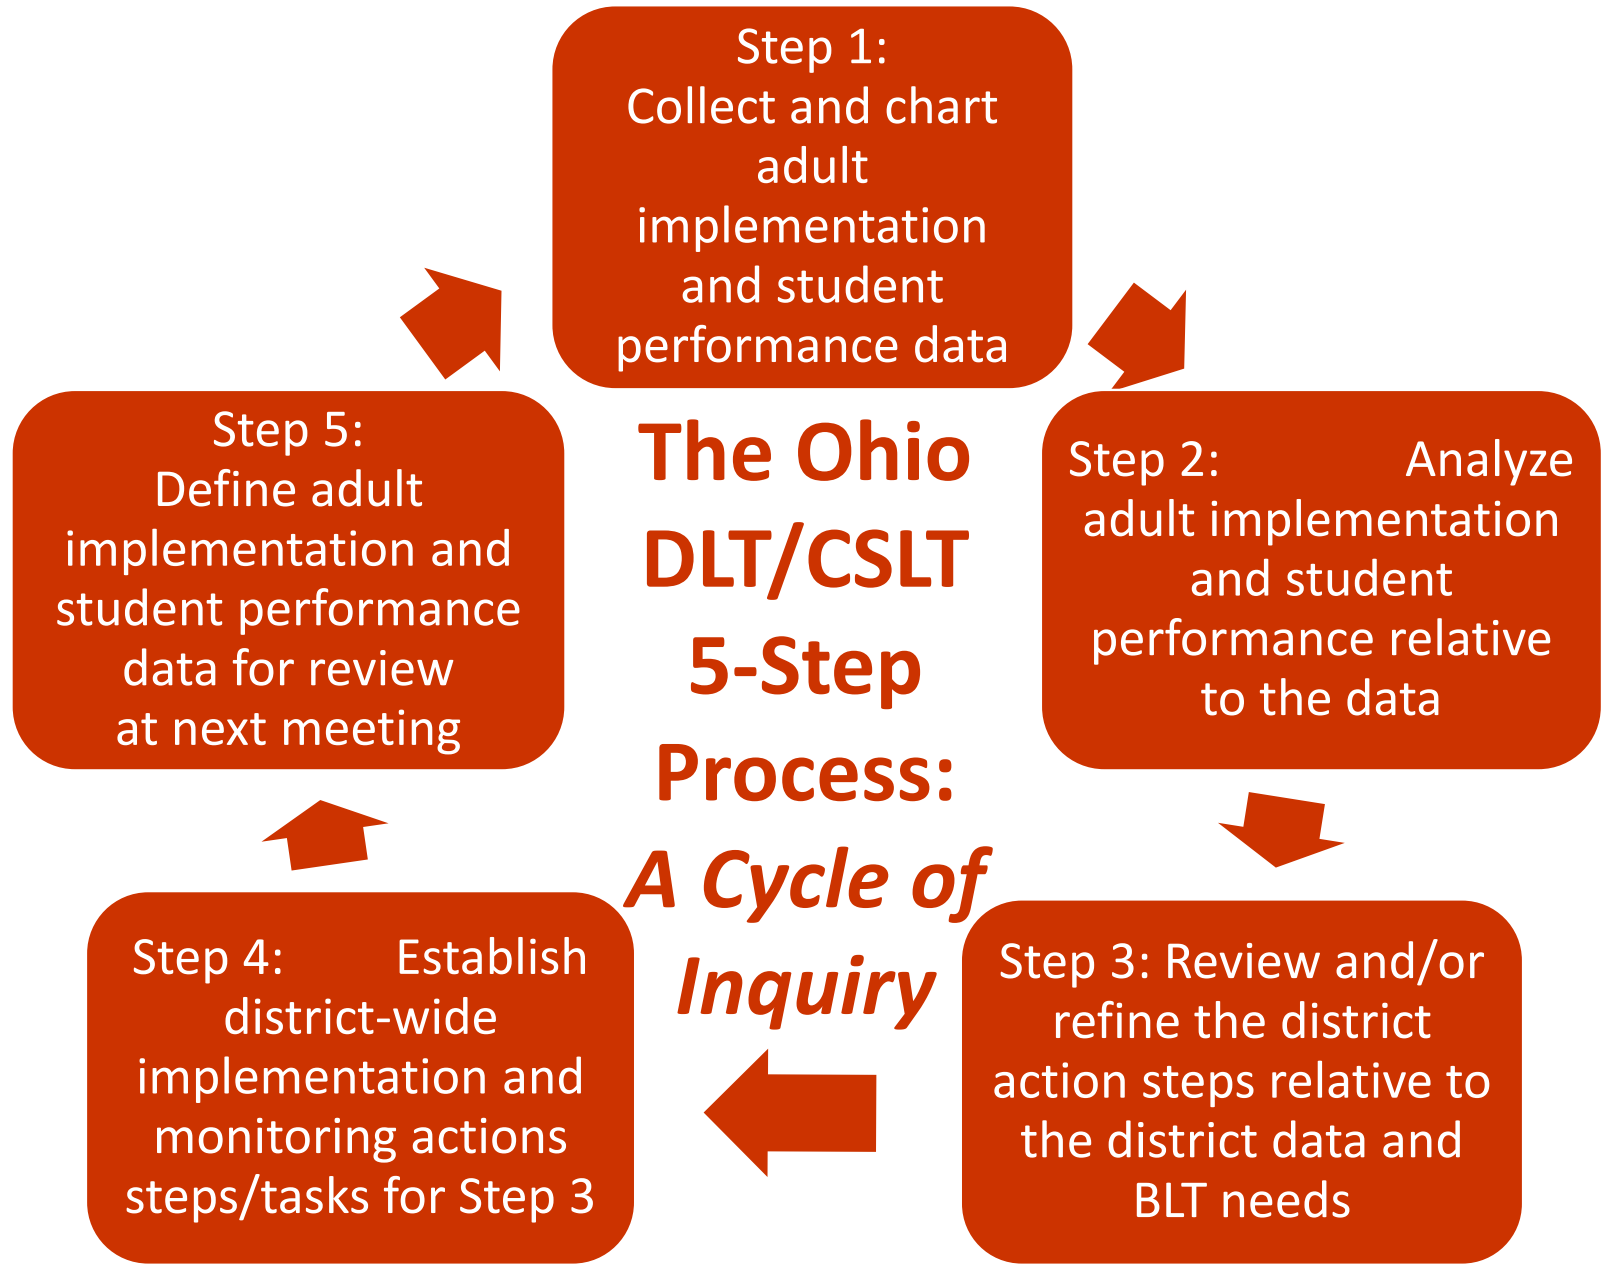 Step 1:
Collect and chart
adult
implementation
and student
performance data
Step 2: Analyze
adult implementation
and student
performance relative
to the data
Step 3: Review and/or
refine the district
action steps relative to
the district data and
BLT needs
Step 4: Establish
district-wide
implementation and
monitoring actions
steps/tasks for Step 3
Step 5:
Define adult
implementation and
student performance
data for review
at next meeting
The Ohio
DLT/CSLT
5-Step
Process:
A Cycle of
Inquiry